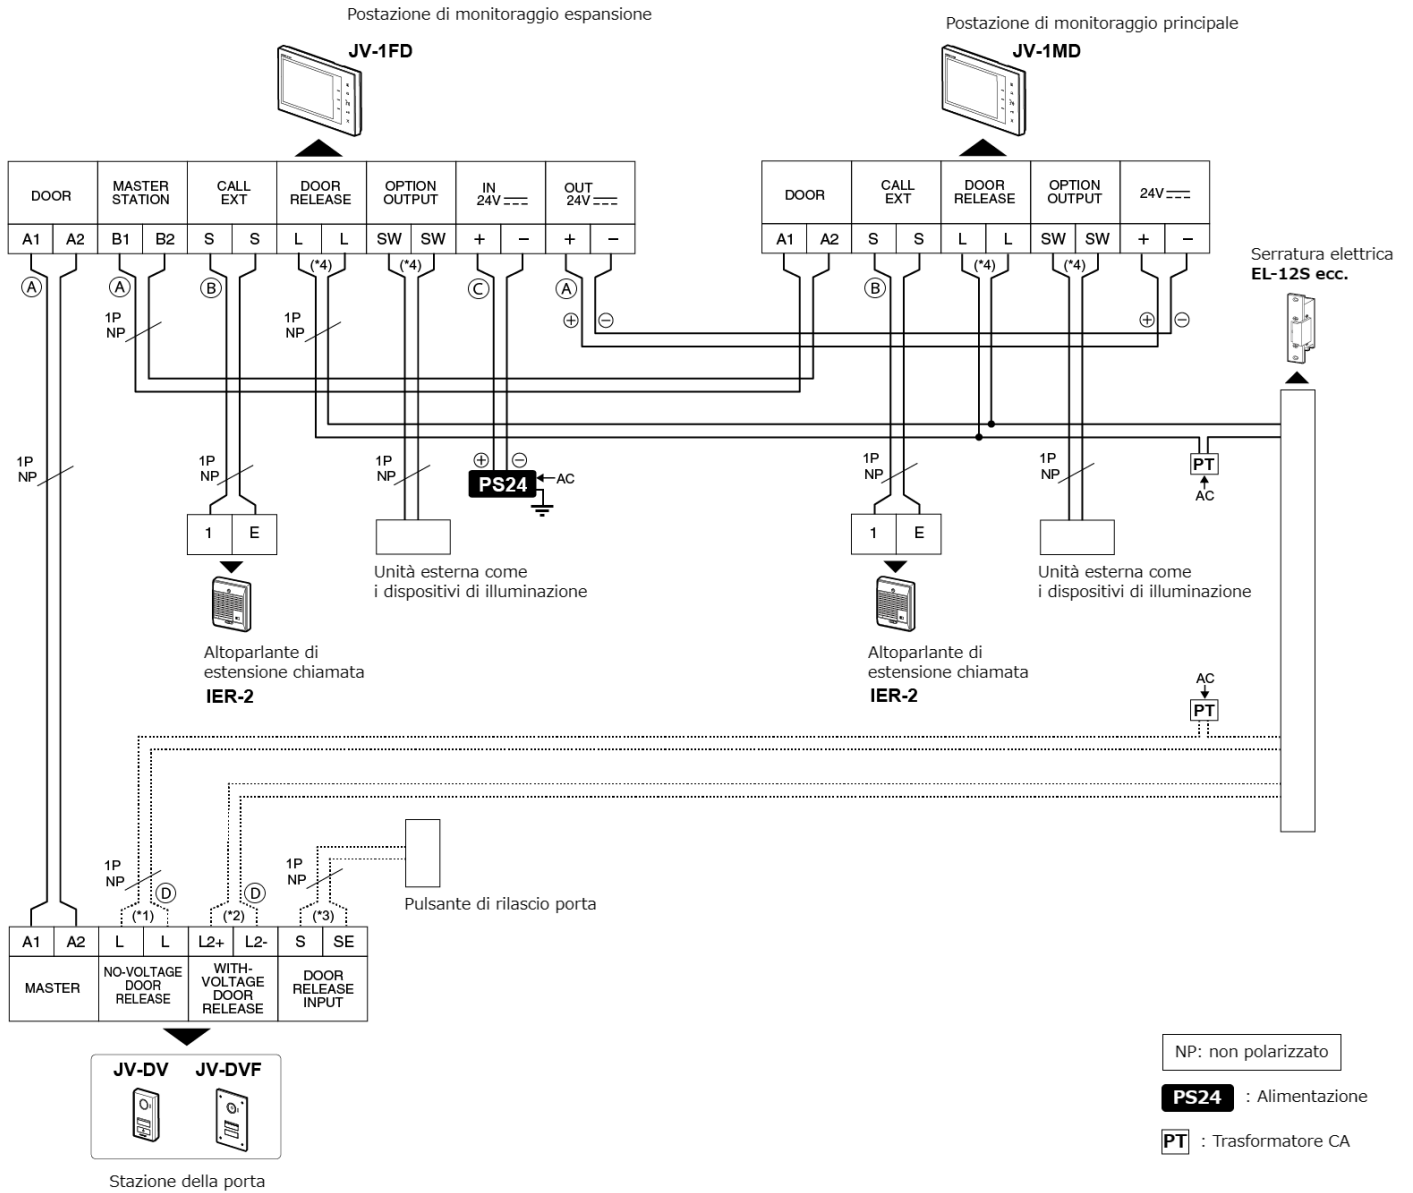 Postazione di monitoraggio espansione
JV-1FD
Postazione di monitoraggio principale
JV-1MD
DOOR
MASTER
STATION
CALL
EXT
DOOR
RELEASE
OPTION
OUTPUT
IN
24V
OUT
24V
A1 A2 B1 B2 S S L L SW SW + − + −
DOOR
CALL
EXT
DOOR
RELEASE
OPTION
OUTPUT
24V
A1 A2 S S L L SW SW + −
A A B (*4) (*4) C A
B (*4) (*4)
Serratura elettrica
EL-12S ecc.
1P
NP
1P
NP
⊕ ⊖
⊕ ⊖
1P
NP
1P
NP
1P
NP
⊕ ⊖
PS24
AC
1P
NP
1P
NP
PT
AC
1 E
1 E
Unità esterna come
i dispositivi di illuminazione
Unità esterna come
i dispositivi di illuminazione
Altoparlante di
estensione chiamata
IER-2
Altoparlante di
estensione chiamata
IER-2
AC
PT
1P
NP
D
D
1P
NP
Pulsante di rilascio porta
(*1) (*2) (*3)
A1 A2 L L L2+ L2- S SE
MASTER
NO-VOLTAGE
DOOR
RELEASE
WITH-
VOLTAGE
DOOR
RELEASE
DOOR
RELEASE
INPUT
JV-DV JV-DVF
Stazione della porta
NP: non polarizzato
PS24 : Alimentazione
PT : Trasformatore CA